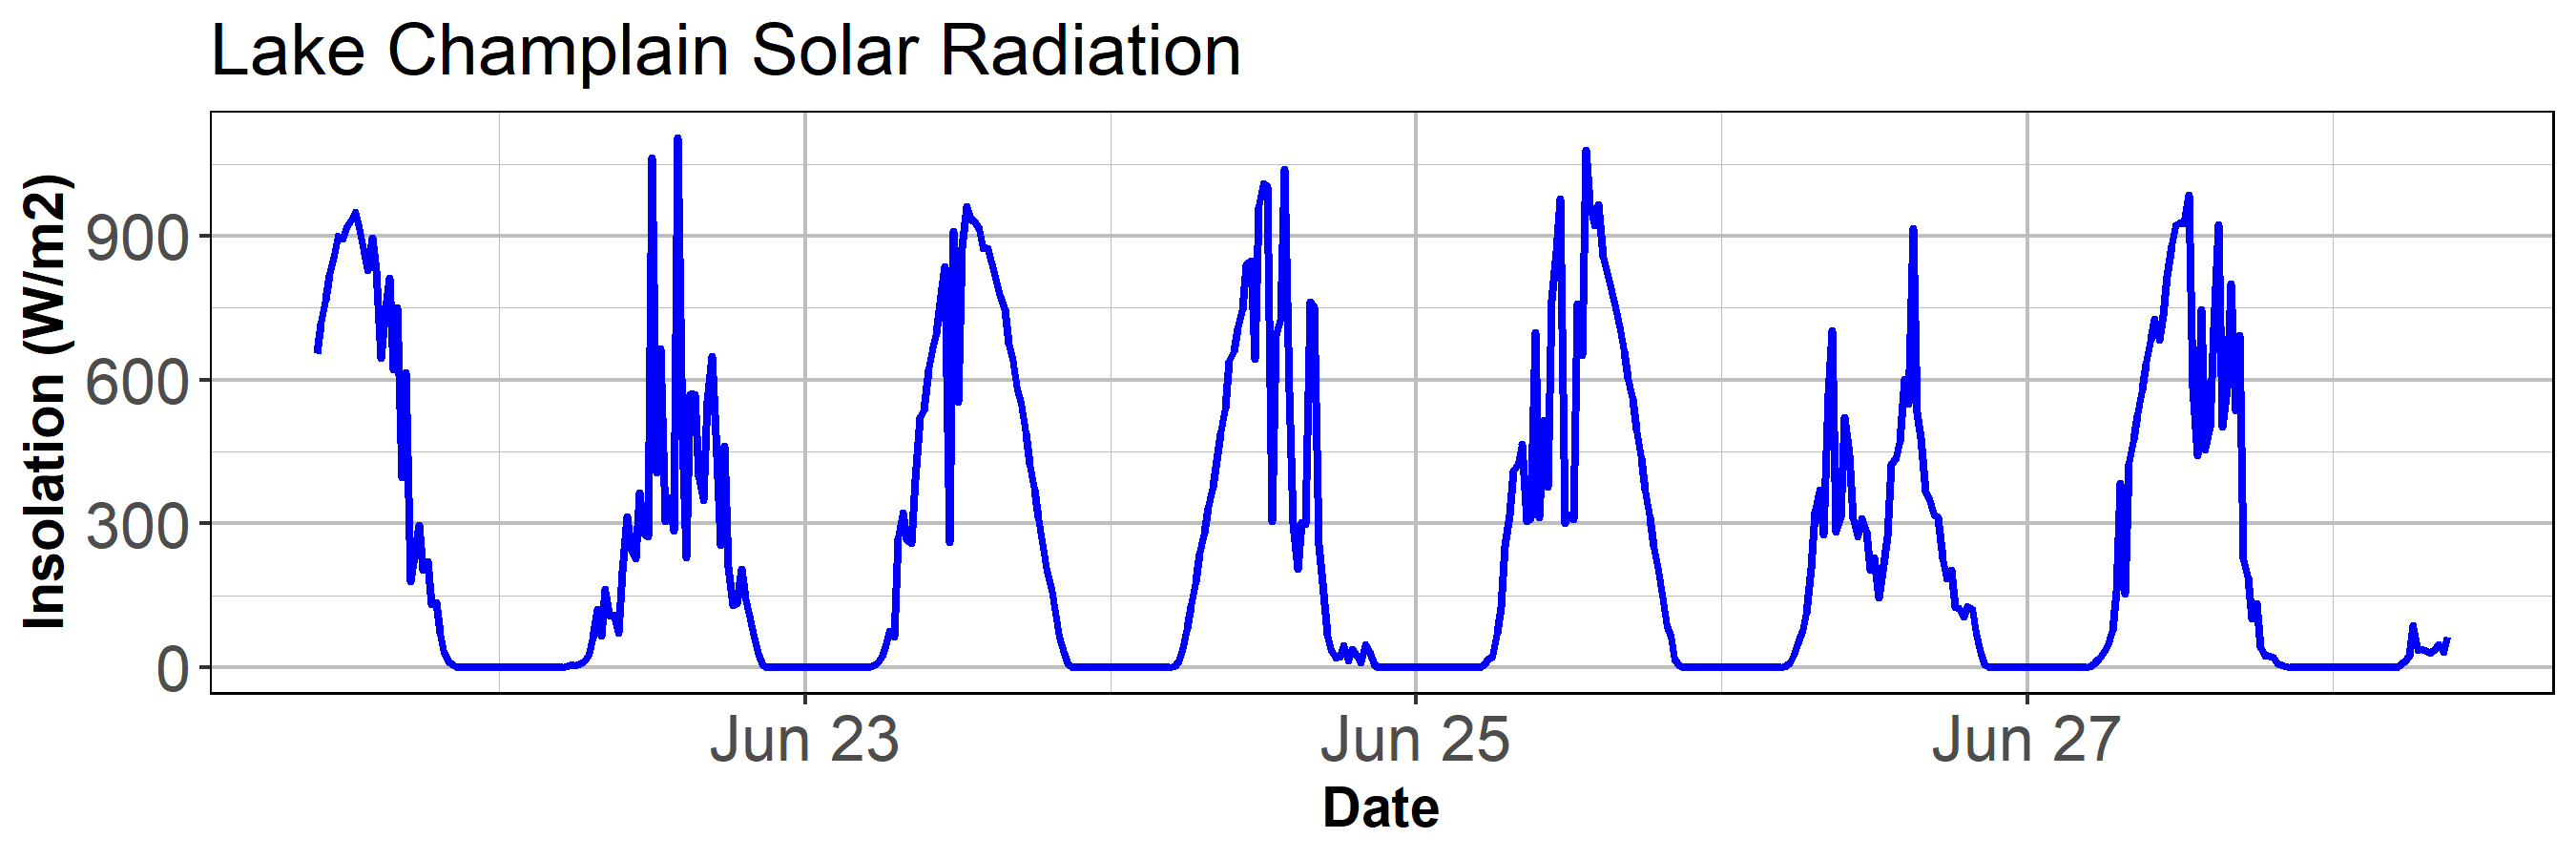 Lake Champlain Solar Radiation
Insolation (W/m2)
900
600
300
0
Jun 23
Jun 25
Jun 27
Date